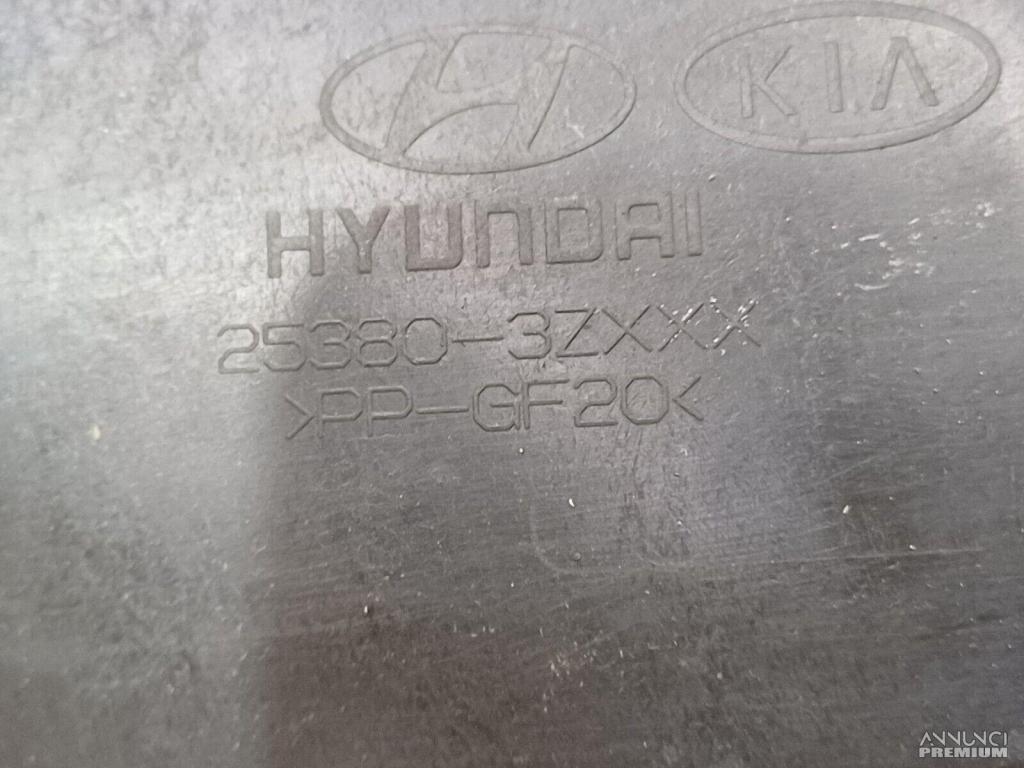 KIA
HYUNDAI
25380-3ZXXX
>PP-GF20<
ANNUNCI
PREMIUM